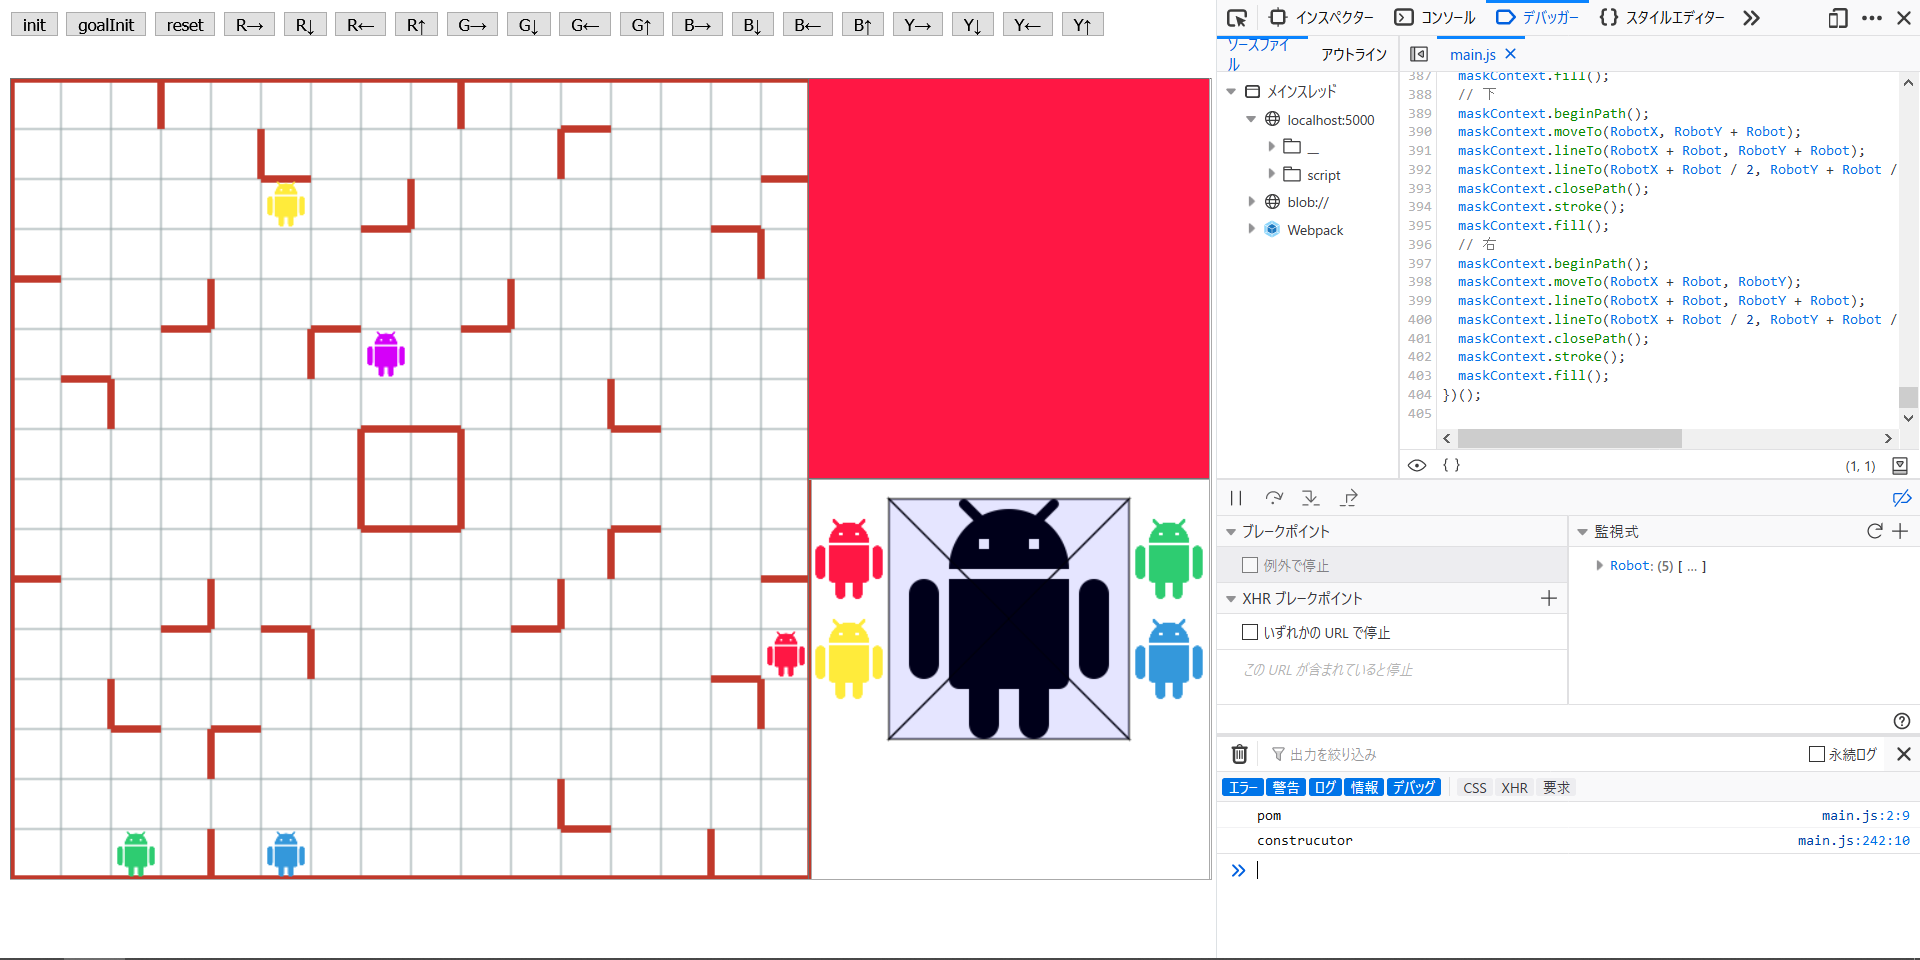 init goalInit reset R→ R↓ R← R↑ G→ G↓ G← G↑ B→ B↓ B← B↑ Y→ Y↓ Y← Y↑
インスペクター コンソール デバッガー スタイルエディター
ソースファイル アウトライン
メインスレッド
localhost:5000
__
script
blob://
Webpack
main.js
387 maskContext.fill();
388 // 下
389 maskContext.beginPath();
390 maskContext.moveTo(RobotX, RobotY + Robot);
391 maskContext.lineTo(RobotX + Robot, RobotY + Robot);
392 maskContext.lineTo(RobotX + Robot / 2, RobotY + Robot /
393 maskContext.closePath();
394 maskContext.stroke();
395 maskContext.fill();
396 // 右
397 maskContext.beginPath();
398 maskContext.moveTo(RobotX + Robot, RobotY);
399 maskContext.lineTo(RobotX + Robot, RobotY + Robot);
400 maskContext.lineTo(RobotX + Robot / 2, RobotY + Robot /
401 maskContext.closePath();
402 maskContext.stroke();
403 maskContext.fill();
404 })();
405
{ } (1, 1)
ブレークポイント
例外で停止
XHR ブレークポイント
いずれかの URL で停止
この URL が含まれていると停止
監視式
Robot: (5) [ … ]
出力を絞り込み 永続ログ
エラー 警告 ログ 情報 デバッグ CSS XHR 要求
pom main.js:2:9
construcutor main.js:242:10